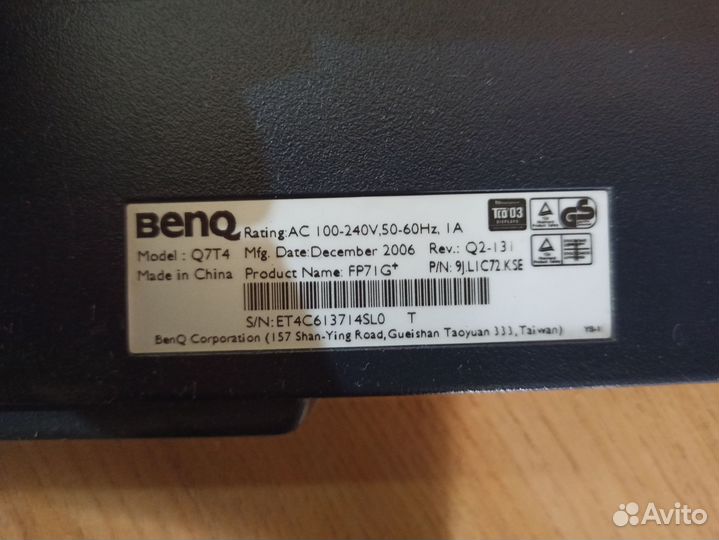 BenQ
Rating:AC 100-240V,50-60Hz, 1A
TCO'03
DISPLAYS
GS
Model : Q7T4 Mfg. Date:December 2006 Rev.: Q2-131
Made in China Product Name: FP71G+ P/N: 9J.L1C72.KSE
S/N:ET4C613714SL0 T
BenQ Corporation (157 Shan-Ying Road,Gueishan Taoyuan 333,Taiwan)
Avito